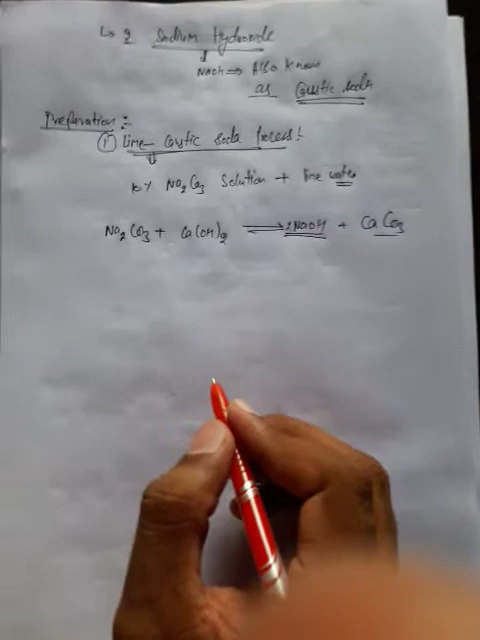 L-2 Sodium Hydroxide
NaOH ⇒ Also Known
as Caustic soda
Preparation:-
① Lime-Caustic soda process:
10% Na2CO3 Solution + lime water
Na2CO3 + Ca(OH)2 ⇌ 2NaOH + CaCO3